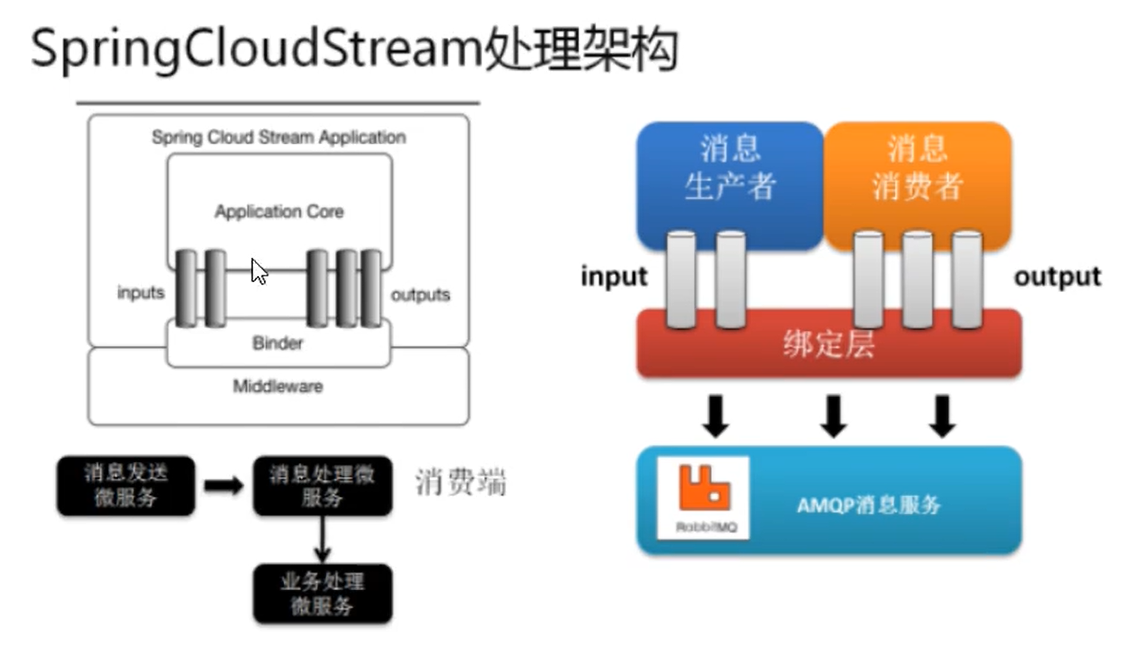 SpringCloudStream处理架构
Spring Cloud Stream Application
Application Core
inputs
outputs
Binder
Middleware
消息发送
微服务
消息处理微
服务
消费端
业务处理
微服务
消息
生产者
消息
消费者
input
output
绑定层
RabbitMQ
AMQP消息服务